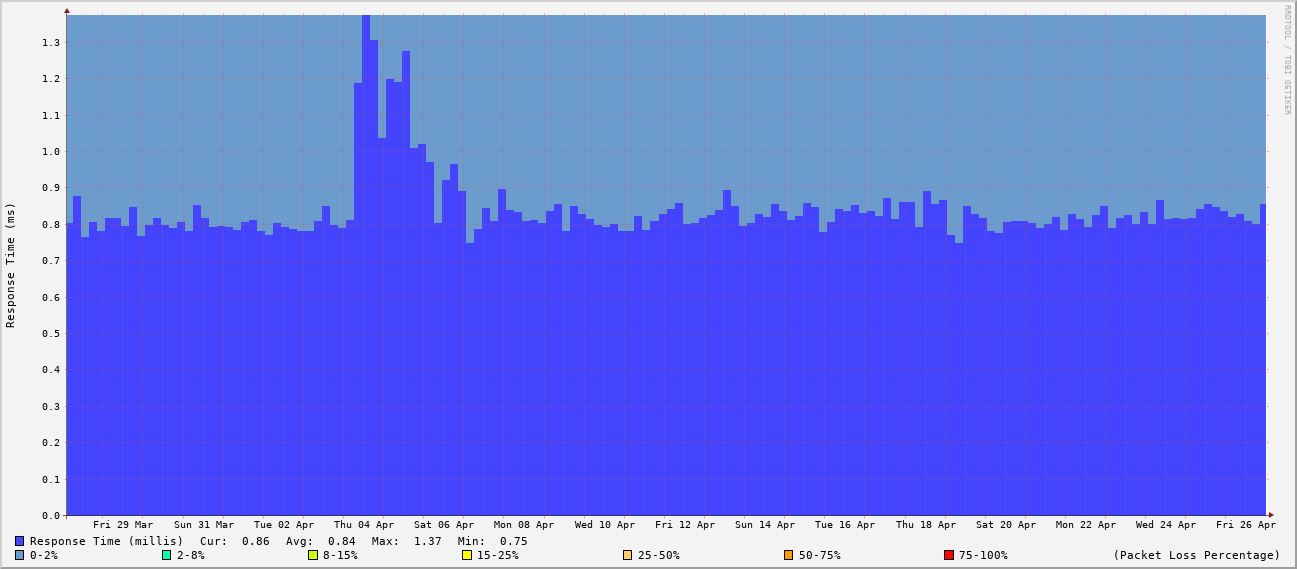 RRDTOOL / TOBI OETIKER
Response Time (ms)
1.3
1.2
1.1
1.0
0.9
0.8
0.7
0.6
0.5
0.4
0.3
0.2
0.1
0.0
Fri 29 Mar Sun 31 Mar Tue 02 Apr Thu 04 Apr Sat 06 Apr Mon 08 Apr Wed 10 Apr Fri 12 Apr Sun 14 Apr Tue 16 Apr Thu 18 Apr Sat 20 Apr Mon 22 Apr Wed 24 Apr Fri 26 Apr
Response Time (millis) Cur: 0.86 Avg: 0.84 Max: 1.37 Min: 0.75
0-2% 2-8% 8-15% 15-25% 25-50% 50-75% 75-100% (Packet Loss Percentage)